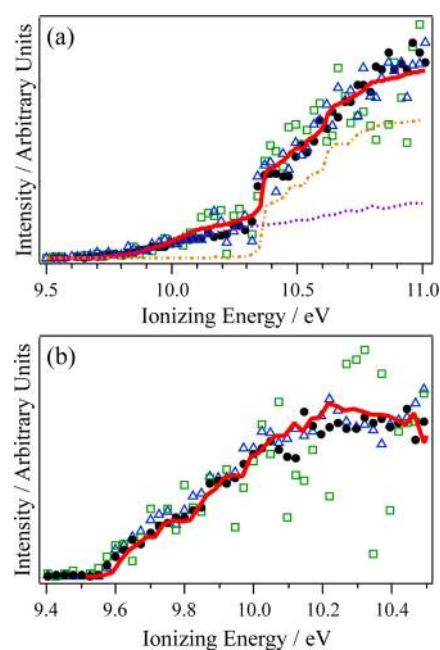 (a)
Intensity / Arbitrary Units
9.5 10.0 10.5 11.0
Ionizing Energy / eV
(b)
Intensity / Arbitrary Units
9.4 9.6 9.8 10.0 10.2 10.4
Ionizing Energy / eV